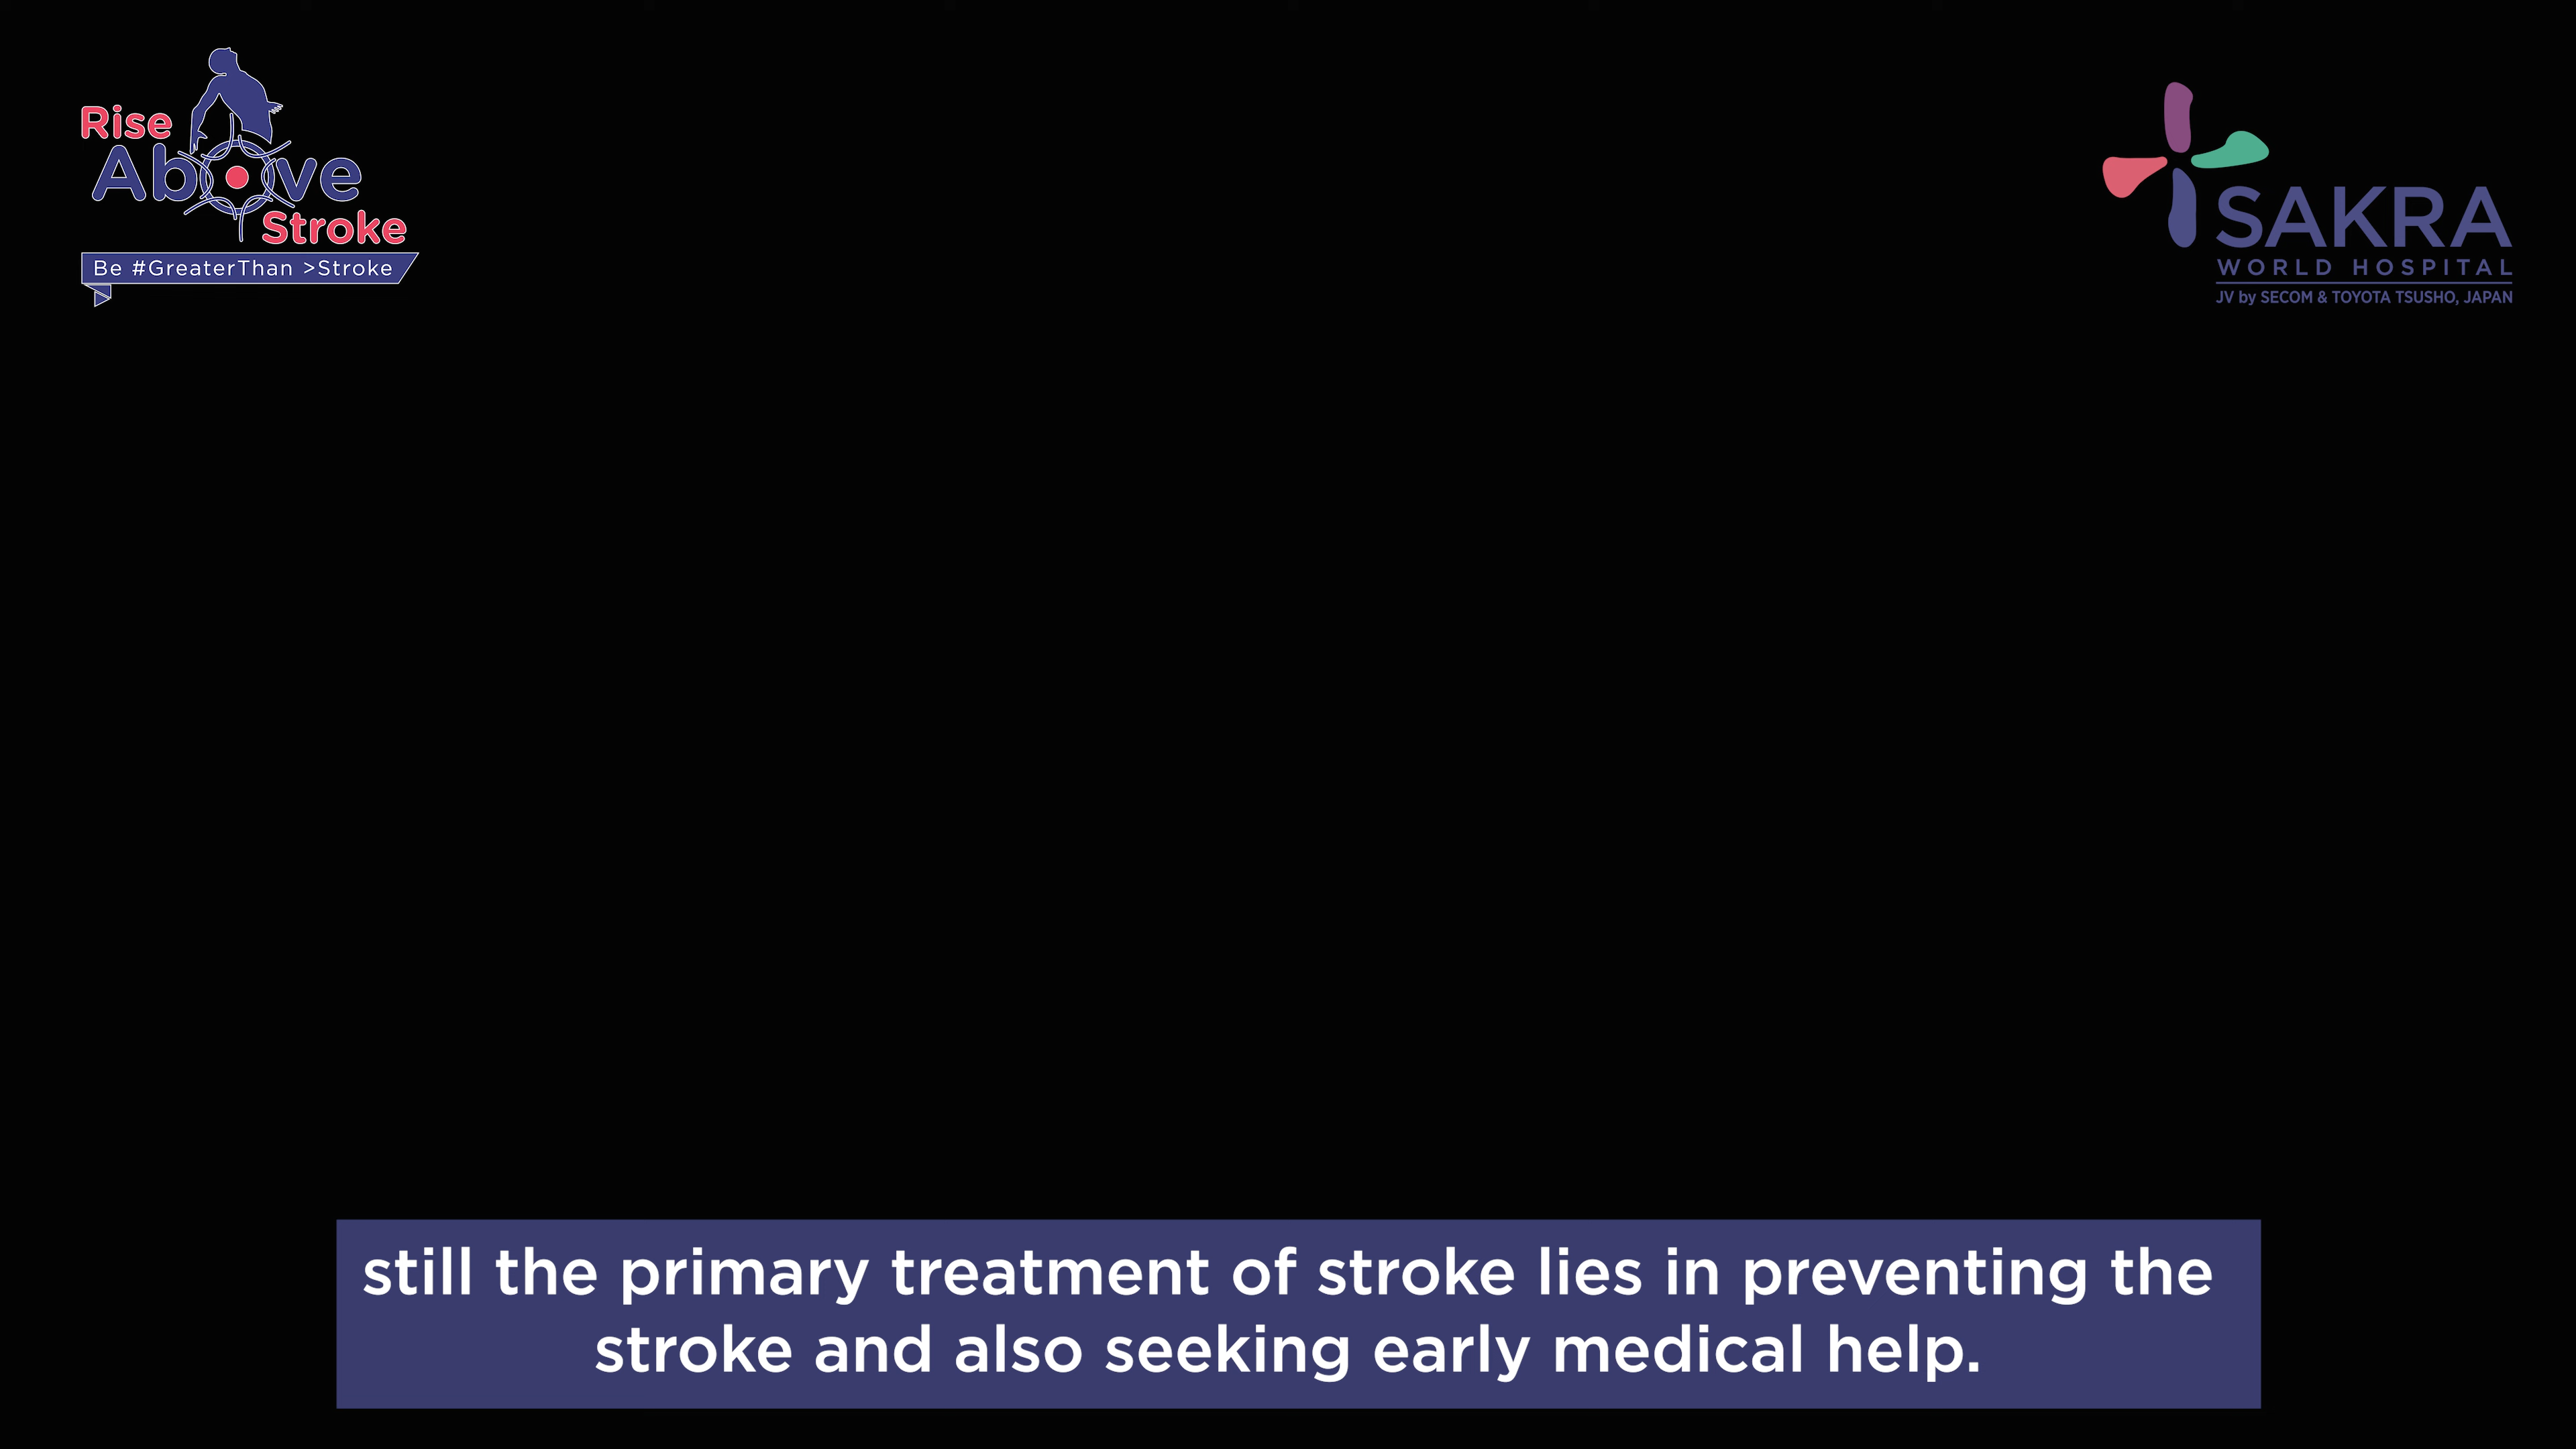 Rise
Above
Stroke
Be #GreaterThan >Stroke
SAKRA
WORLD HOSPITAL
JV by SECOM & TOYOTA TSUSHO, JAPAN
still the primary treatment of stroke lies in preventing the
stroke and also seeking early medical help.